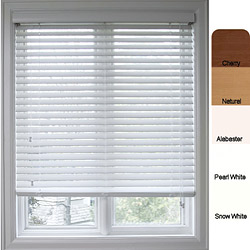 Cherry
Natural
Alabaster
Pearl White
Snow White